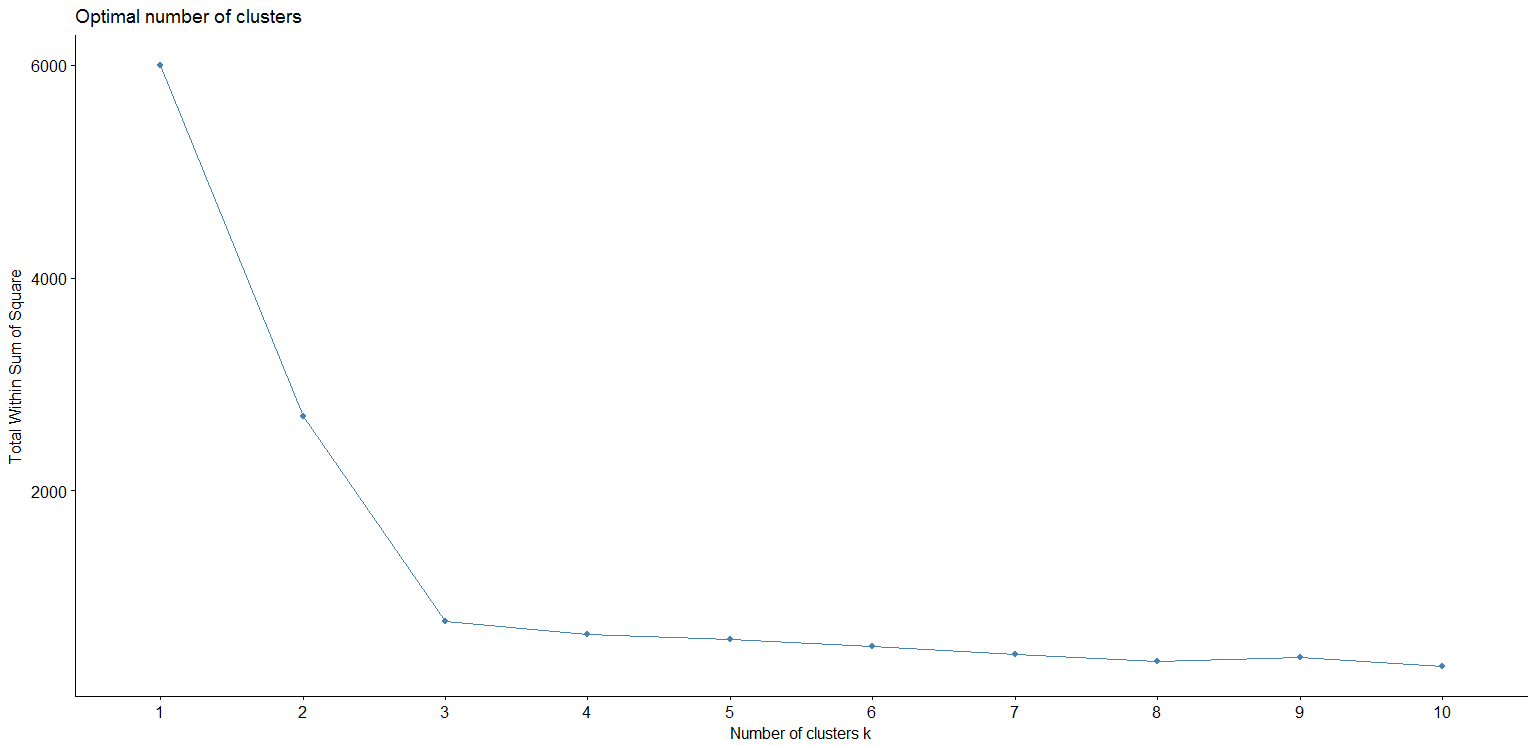 Optimal number of clusters
6000
4000
2000
Total Within Sum of Square
1 2 3 4 5 6 7 8 9 10
Number of clusters k